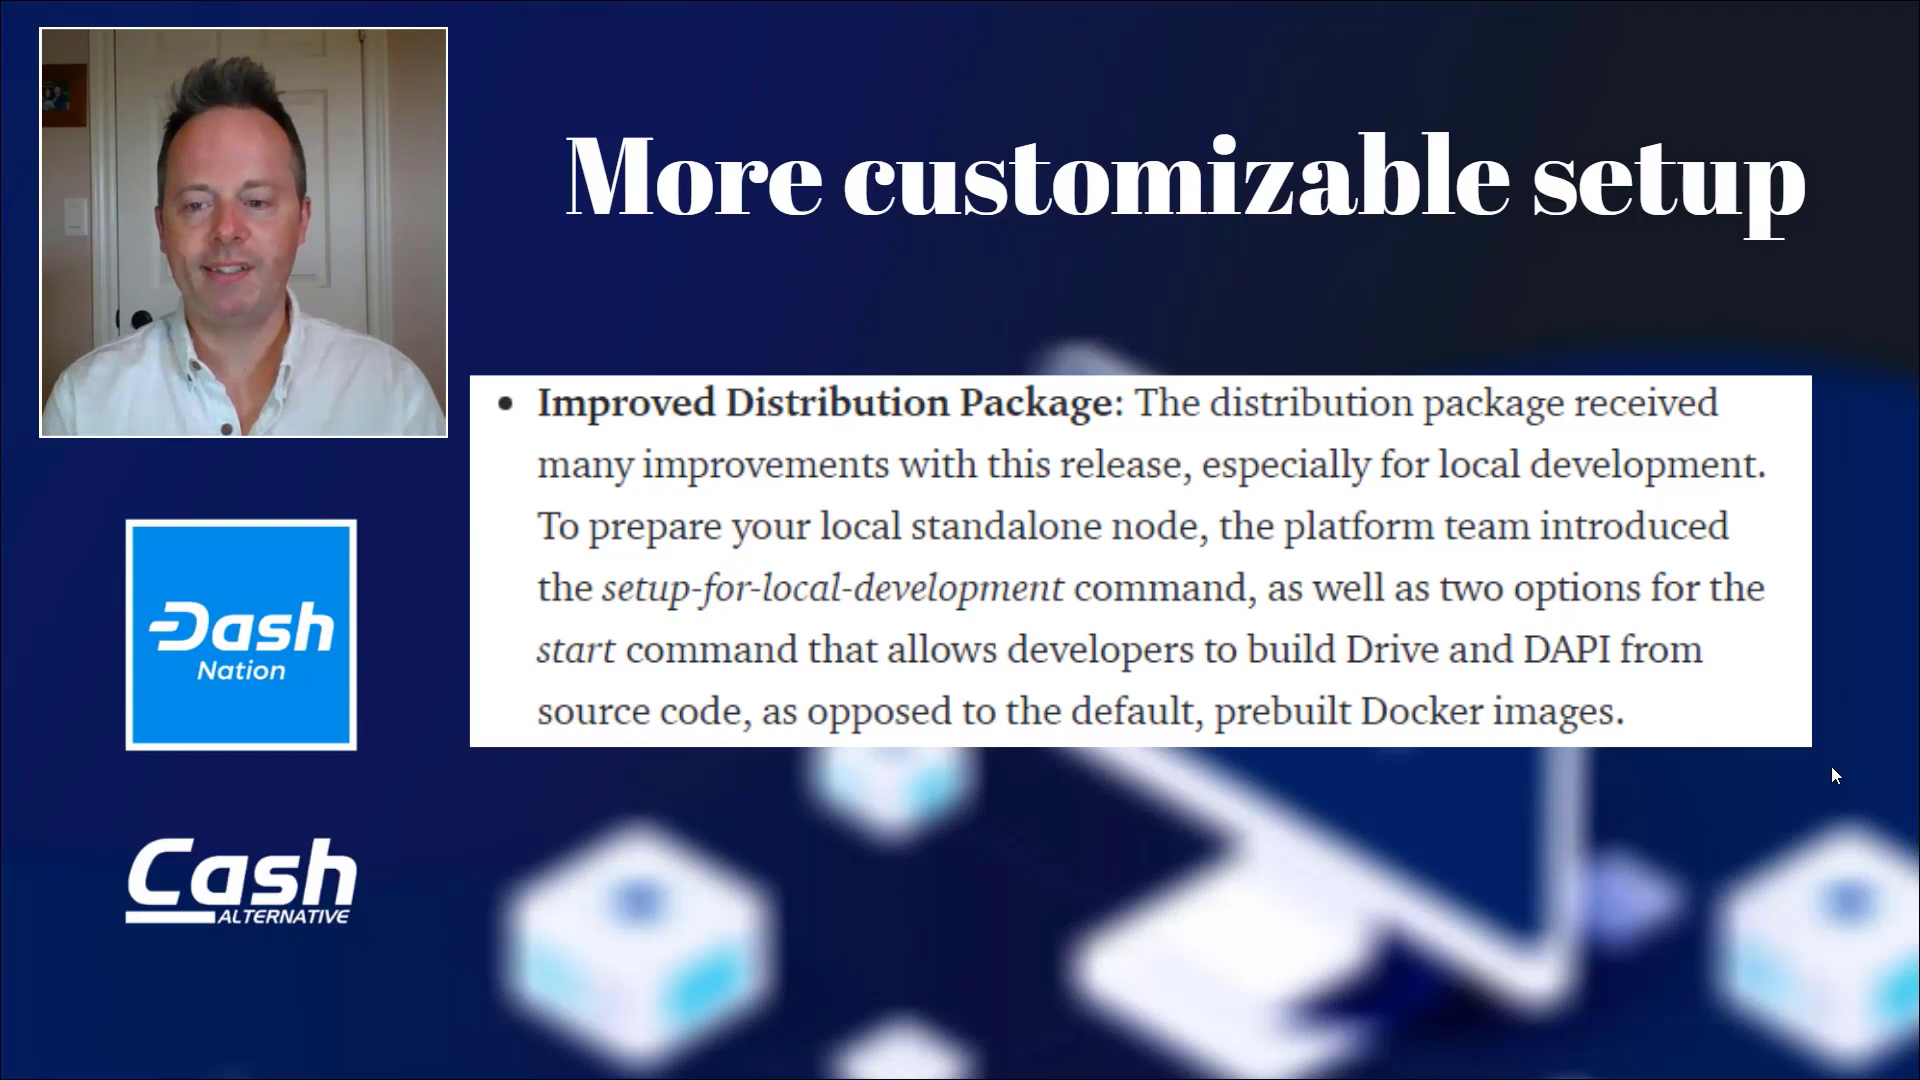 More customizable setup
• Improved Distribution Package: The distribution package received
many improvements with this release, especially for local development.
To prepare your local standalone node, the platform team introduced
the setup-for-local-development command, as well as two options for the
start command that allows developers to build Drive and DAPI from
source code, as opposed to the default, prebuilt Docker images.
Dash
Nation
Cash
ALTERNATIVE